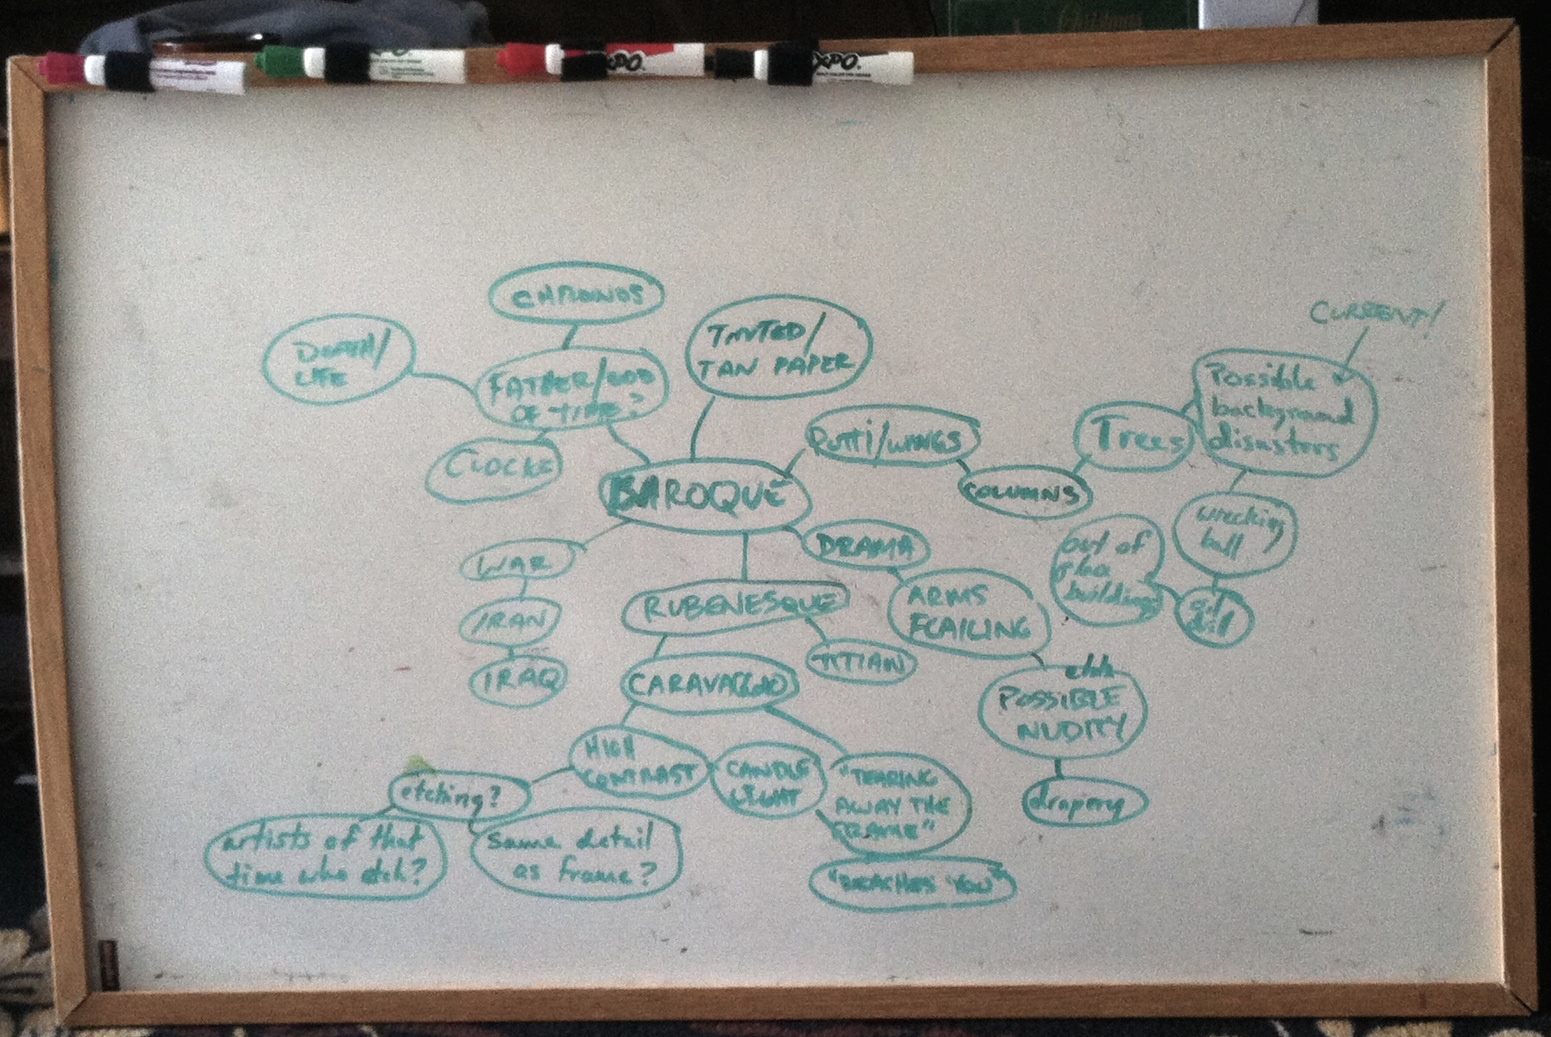 EXPO
EXPO
EXPO
CHRONOS
DEATH/
LIFE
FATHER/GOD
OF TIME?
CLOCKS
TINTED/
TAN PAPER
PUTTI/WINGS
COLUMNS
Trees
CURRENT/
Possible
background
disasters
wrecking
ball
oil
out of
building
BAROQUE
WAR
IRAN
IRAQ
RUBENESQUE
TITIAN
CARAVAGGIO
DRAMA
ARMS
FLAILING
POSSIBLE
NUDITY
drapery
HIGH
CONTRAST
CANDLE
LIGHT
"TEARING
AWAY THE
FRAME"
"REACHES YOU"
etching?
artists of that
time who etch?
same detail
as frame?